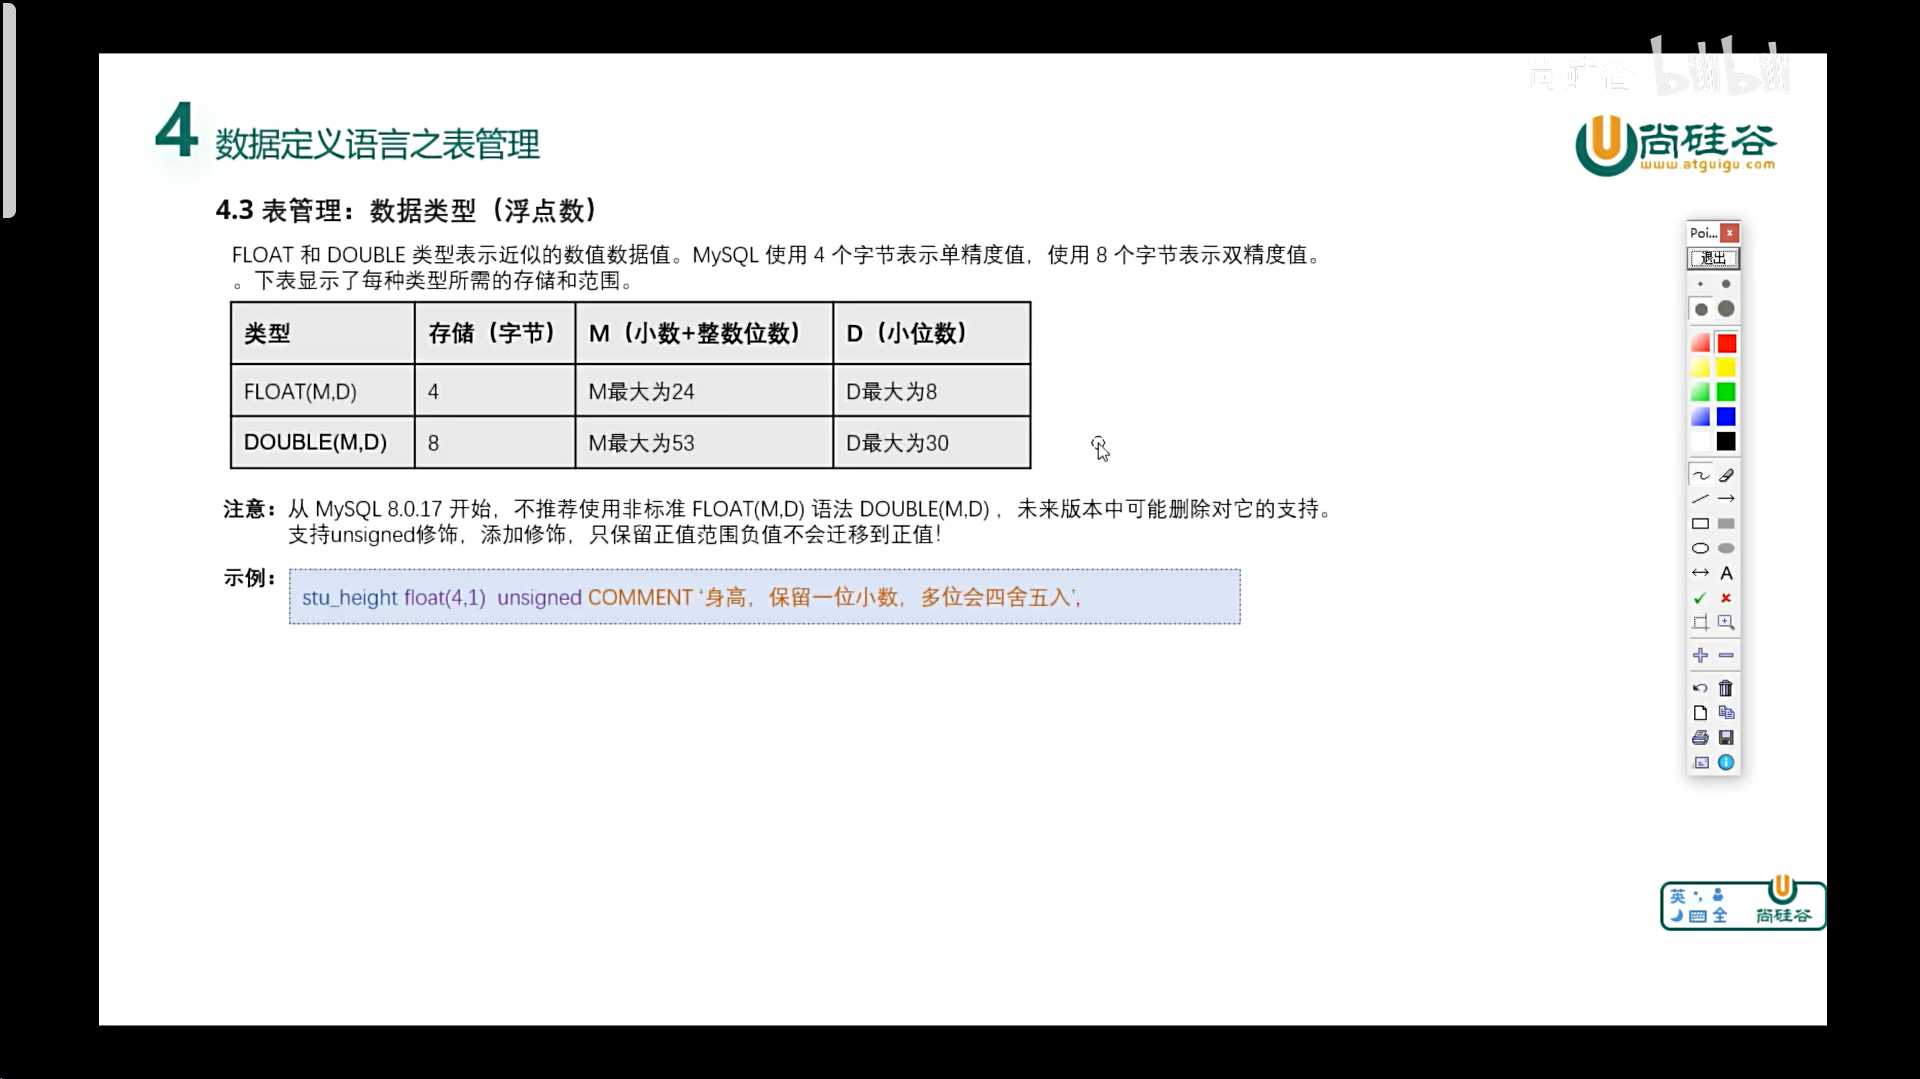 尚硅谷 bilibili
4 数据定义语言之表管理
尚硅谷
www.atguigu.com
4.3 表管理：数据类型（浮点数）
FLOAT 和 DOUBLE 类型表示近似的数值数据值。MySQL 使用 4 个字节表示单精度值，使用 8 个字节表示双精度值。
。下表显示了每种类型所需的存储和范围。
类型 存储（字节） M（小数+整数位数） D（小位数）
FLOAT(M,D) 4 M最大为24 D最大为8
DOUBLE(M,D) 8 M最大为53 D最大为30
注意：从 MySQL 8.0.17 开始，不推荐使用非标准 FLOAT(M,D) 语法 DOUBLE(M,D) ，未来版本中可能删除对它的支持。
支持unsigned修饰，添加修饰，只保留正值范围负值不会迁移到正值！
示例：
stu_height float(4,1) unsigned COMMENT ‘身高，保留一位小数，多位会四舍五入’,
Poi...
退出
A
英
全
尚硅谷